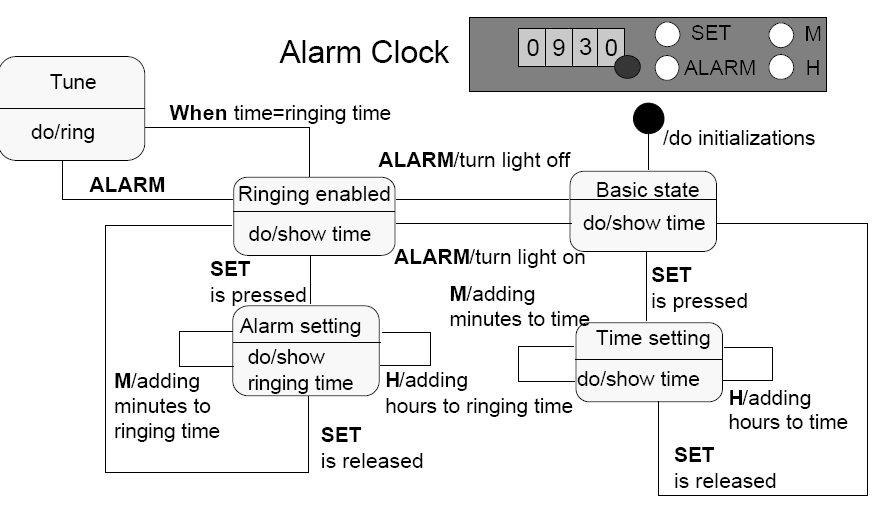 Alarm Clock
0 9 3 0
SET
M
ALARM
H
Tune
do/ring
When time=ringing time
/do initializations
ALARM/turn light off
ALARM
Ringing enabled
do/show time
Basic state
do/show time
ALARM/turn light on
SET
is pressed
SET
is pressed
M/adding
minutes to time
Alarm setting
do/show
ringing time
Time setting
do/show time
M/adding
minutes to
ringing time
H/adding
hours to ringing time
H/adding
hours to time
SET
is released
SET
is released